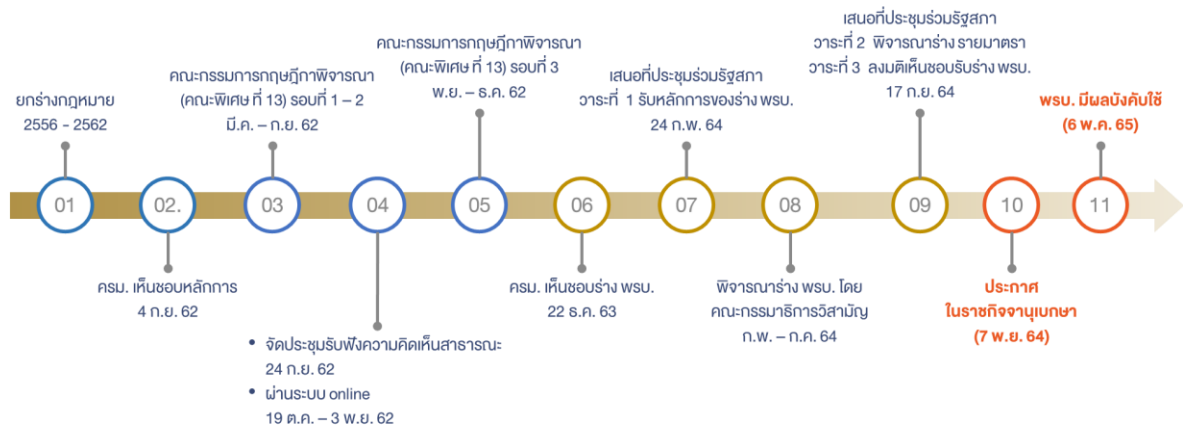 ยกร่างกฎหมาย
2556 - 2562
01
02.
ครม. เห็นชอบหลักการ
4 ก.ย. 62
คณะกรรมการกฤษฎีกาพิจารณา
(คณะพิเศษ ที่ 13) รอบที่ 1 – 2
มี.ค. – ก.ย. 62
03
04
• จัดประชุมรับฟังความคิดเห็นสาธารณะ
24 ก.ย. 62
• ผ่านระบบ online
19 ต.ค. – 3 พ.ย. 62
คณะกรรมการกฤษฎีกาพิจารณา
(คณะพิเศษ ที่ 13) รอบที่ 3
พ.ย. – ธ.ค. 62
05
06
ครม. เห็นชอบร่าง พรบ.
22 ธ.ค. 63
เสนอที่ประชุมร่วมรัฐสภา
วาระที่ 1 รับหลักการของร่าง พรบ.
24 ก.พ. 64
07
08
พิจารณาร่าง พรบ. โดย
คณะกรรมาธิการวิสามัญ
ก.พ. – ก.ค. 64
เสนอที่ประชุมร่วมรัฐสภา
วาระที่ 2 พิจารณาร่าง รายมาตรา
วาระที่ 3 ลงมติเห็นชอบรับร่าง พรบ.
17 ก.ย. 64
09
10
ประกาศ
ในราชกิจจานุเบกษา
(7 พ.ย. 64)
พรบ. มีผลบังคับใช้
(6 พ.ค. 65)
11